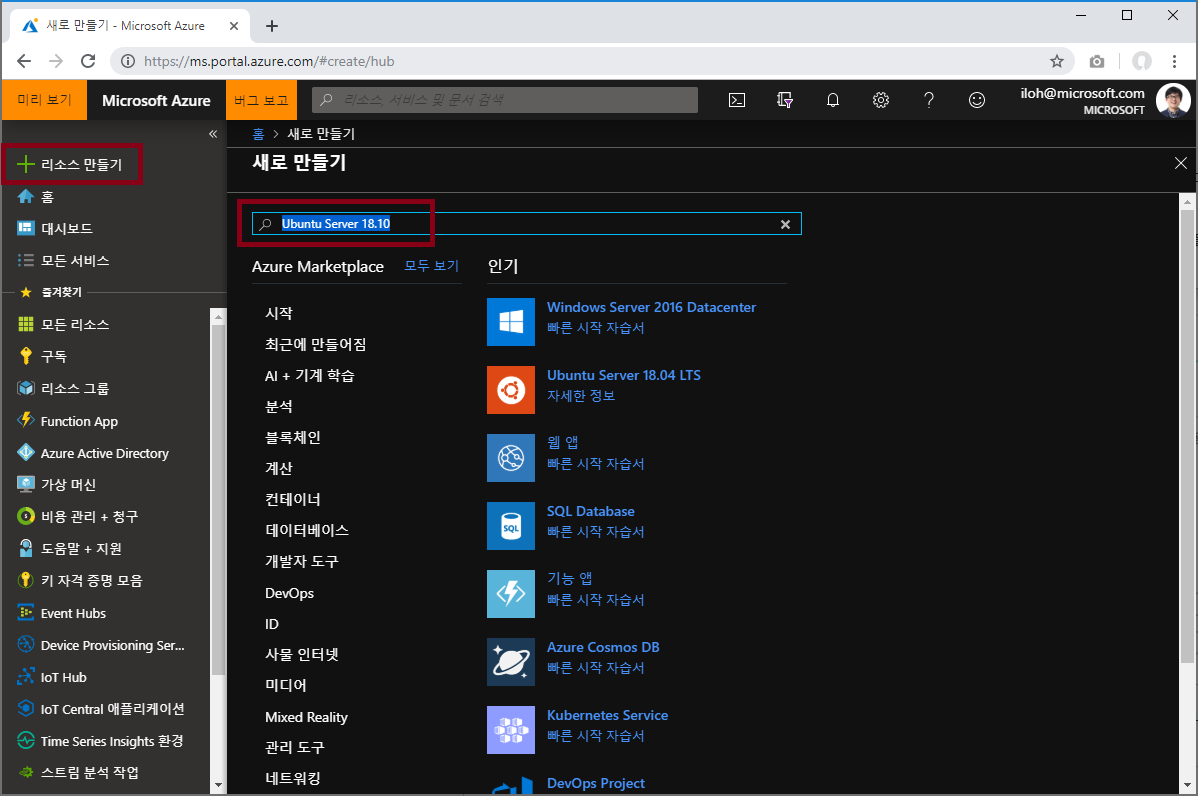 새로 만들기 - Microsoft Azure
https://ms.portal.azure.com/#create/hub
미리 보기
Microsoft Azure
버그 보고
리소스, 서비스 및 문서 검색
iloh@microsoft.com
MICROSOFT
리소스 만들기
홈
대시보드
모든 서비스
즐겨찾기
모든 리소스
구독
리소스 그룹
Function App
Azure Active Directory
가상 머신
비용 관리 + 청구
도움말 + 지원
키 자격 증명 모음
Event Hubs
Device Provisioning Ser...
IoT Hub
IoT Central 애플리케이션
Time Series Insights 환경
스트림 분석 작업
홈 > 새로 만들기
새로 만들기
Ubuntu Server 18.10
Azure Marketplace 모두 보기
시작
최근에 만들어짐
AI + 기계 학습
분석
블록체인
계산
컨테이너
데이터베이스
개발자 도구
DevOps
ID
사물 인터넷
미디어
Mixed Reality
관리 도구
네트워킹
인기
Windows Server 2016 Datacenter
빠른 시작 자습서
Ubuntu Server 18.04 LTS
자세한 정보
웹 앱
빠른 시작 자습서
SQL
SQL Database
빠른 시작 자습서
기능 앱
빠른 시작 자습서
Azure Cosmos DB
빠른 시작 자습서
Kubernetes Service
빠른 시작 자습서
DevOps Project